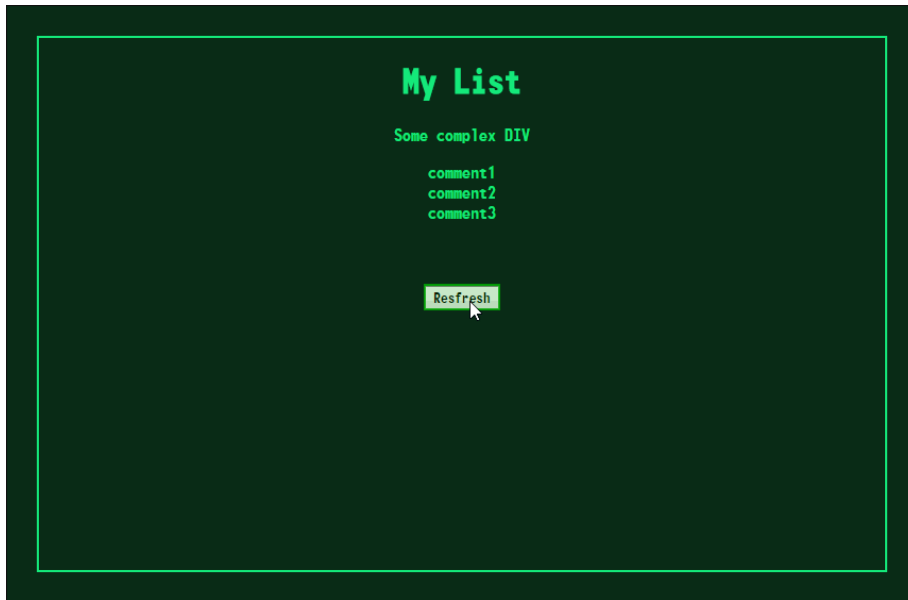 My List
Some complex DIV
comment1
comment2
comment3
Resfresh